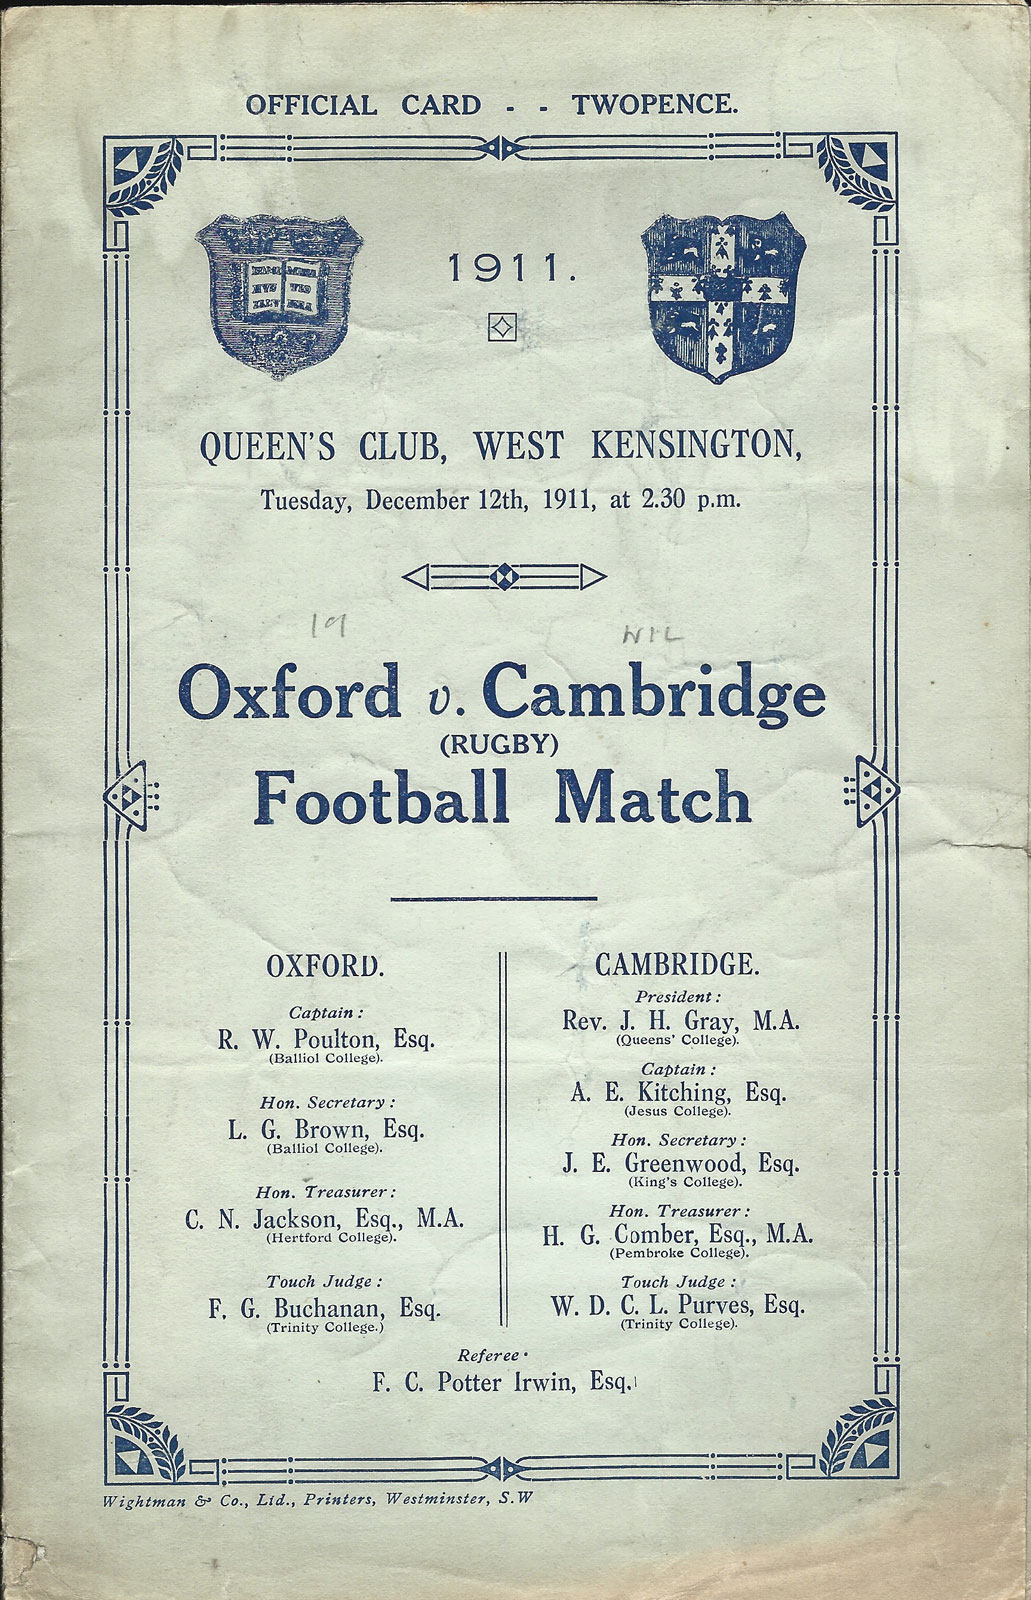 OFFICIAL CARD - - TWOPENCE.
1911.
QUEEN'S CLUB, WEST KENSINGTON,
Tuesday, December 12th, 1911, at 2.30 p.m.
19 NIL
Oxford v. Cambridge
(RUGBY)
Football Match
OXFORD.
Captain:
R. W. Poulton, Esq.
(Balliol College).
Hon. Secretary:
L. G. Brown, Esq.
(Balliol College).
Hon. Treasurer:
C. N. Jackson, Esq., M.A.
(Hertford College).
Touch Judge:
F. G. Buchanan, Esq.
(Trinity College.)
CAMBRIDGE.
President:
Rev. J. H. Gray, M.A.
(Queens' College).
Captain:
A. E. Kitching, Esq.
(Jesus College).
Hon. Secretary:
J. E. Greenwood, Esq.
(King's College).
Hon. Treasurer:
H. G. Comber, Esq., M.A.
(Pembroke College).
Touch Judge:
W. D. C. L. Purves, Esq.
(Trinity College).
Referee·
F. C. Potter Irwin, Esq.
Wightman & Co., Ltd., Printers, Westminster, S.W